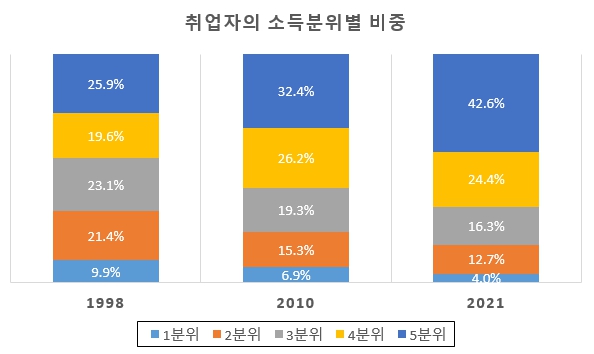 취업자의 소득분위별 비중
25.9% 32.4% 42.6%
19.6% 26.2% 24.4%
23.1% 19.3% 16.3%
21.4% 15.3% 12.7%
9.9% 6.9% 4.0%
1998 2010 2021
1분위 2분위 3분위 4분위 5분위